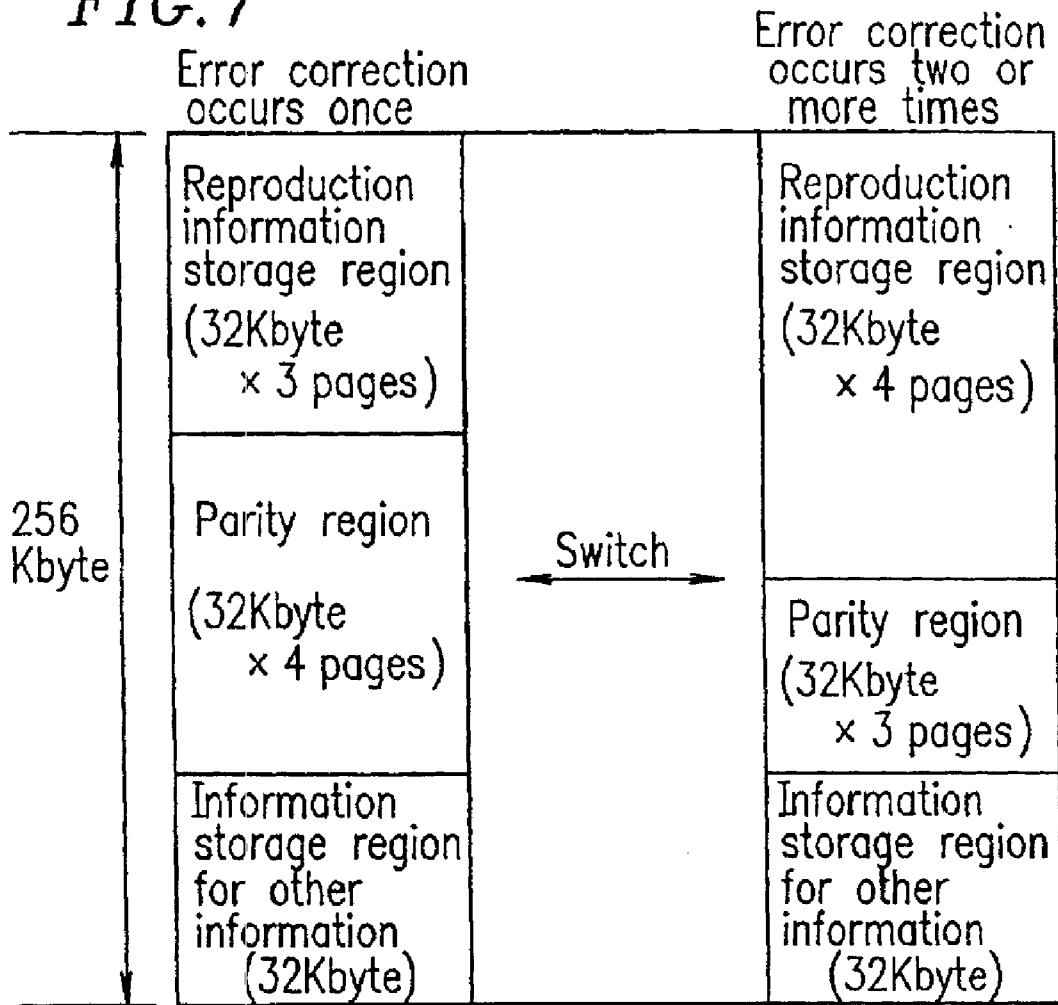 FIG. 7
Error correction
occurs once
Error correction
occurs two or
more times
256
Kbyte
Reproduction
information
storage region
(32Kbyte
× 3 pages)
Parity region
(32Kbyte
× 4 pages)
Information
storage region
for other
information
(32Kbyte)
Switch
Reproduction
information
storage region
(32Kbyte
× 4 pages)
Parity region
(32Kbyte
× 3 pages)
Information
storage region
for other
information
(32Kbyte)